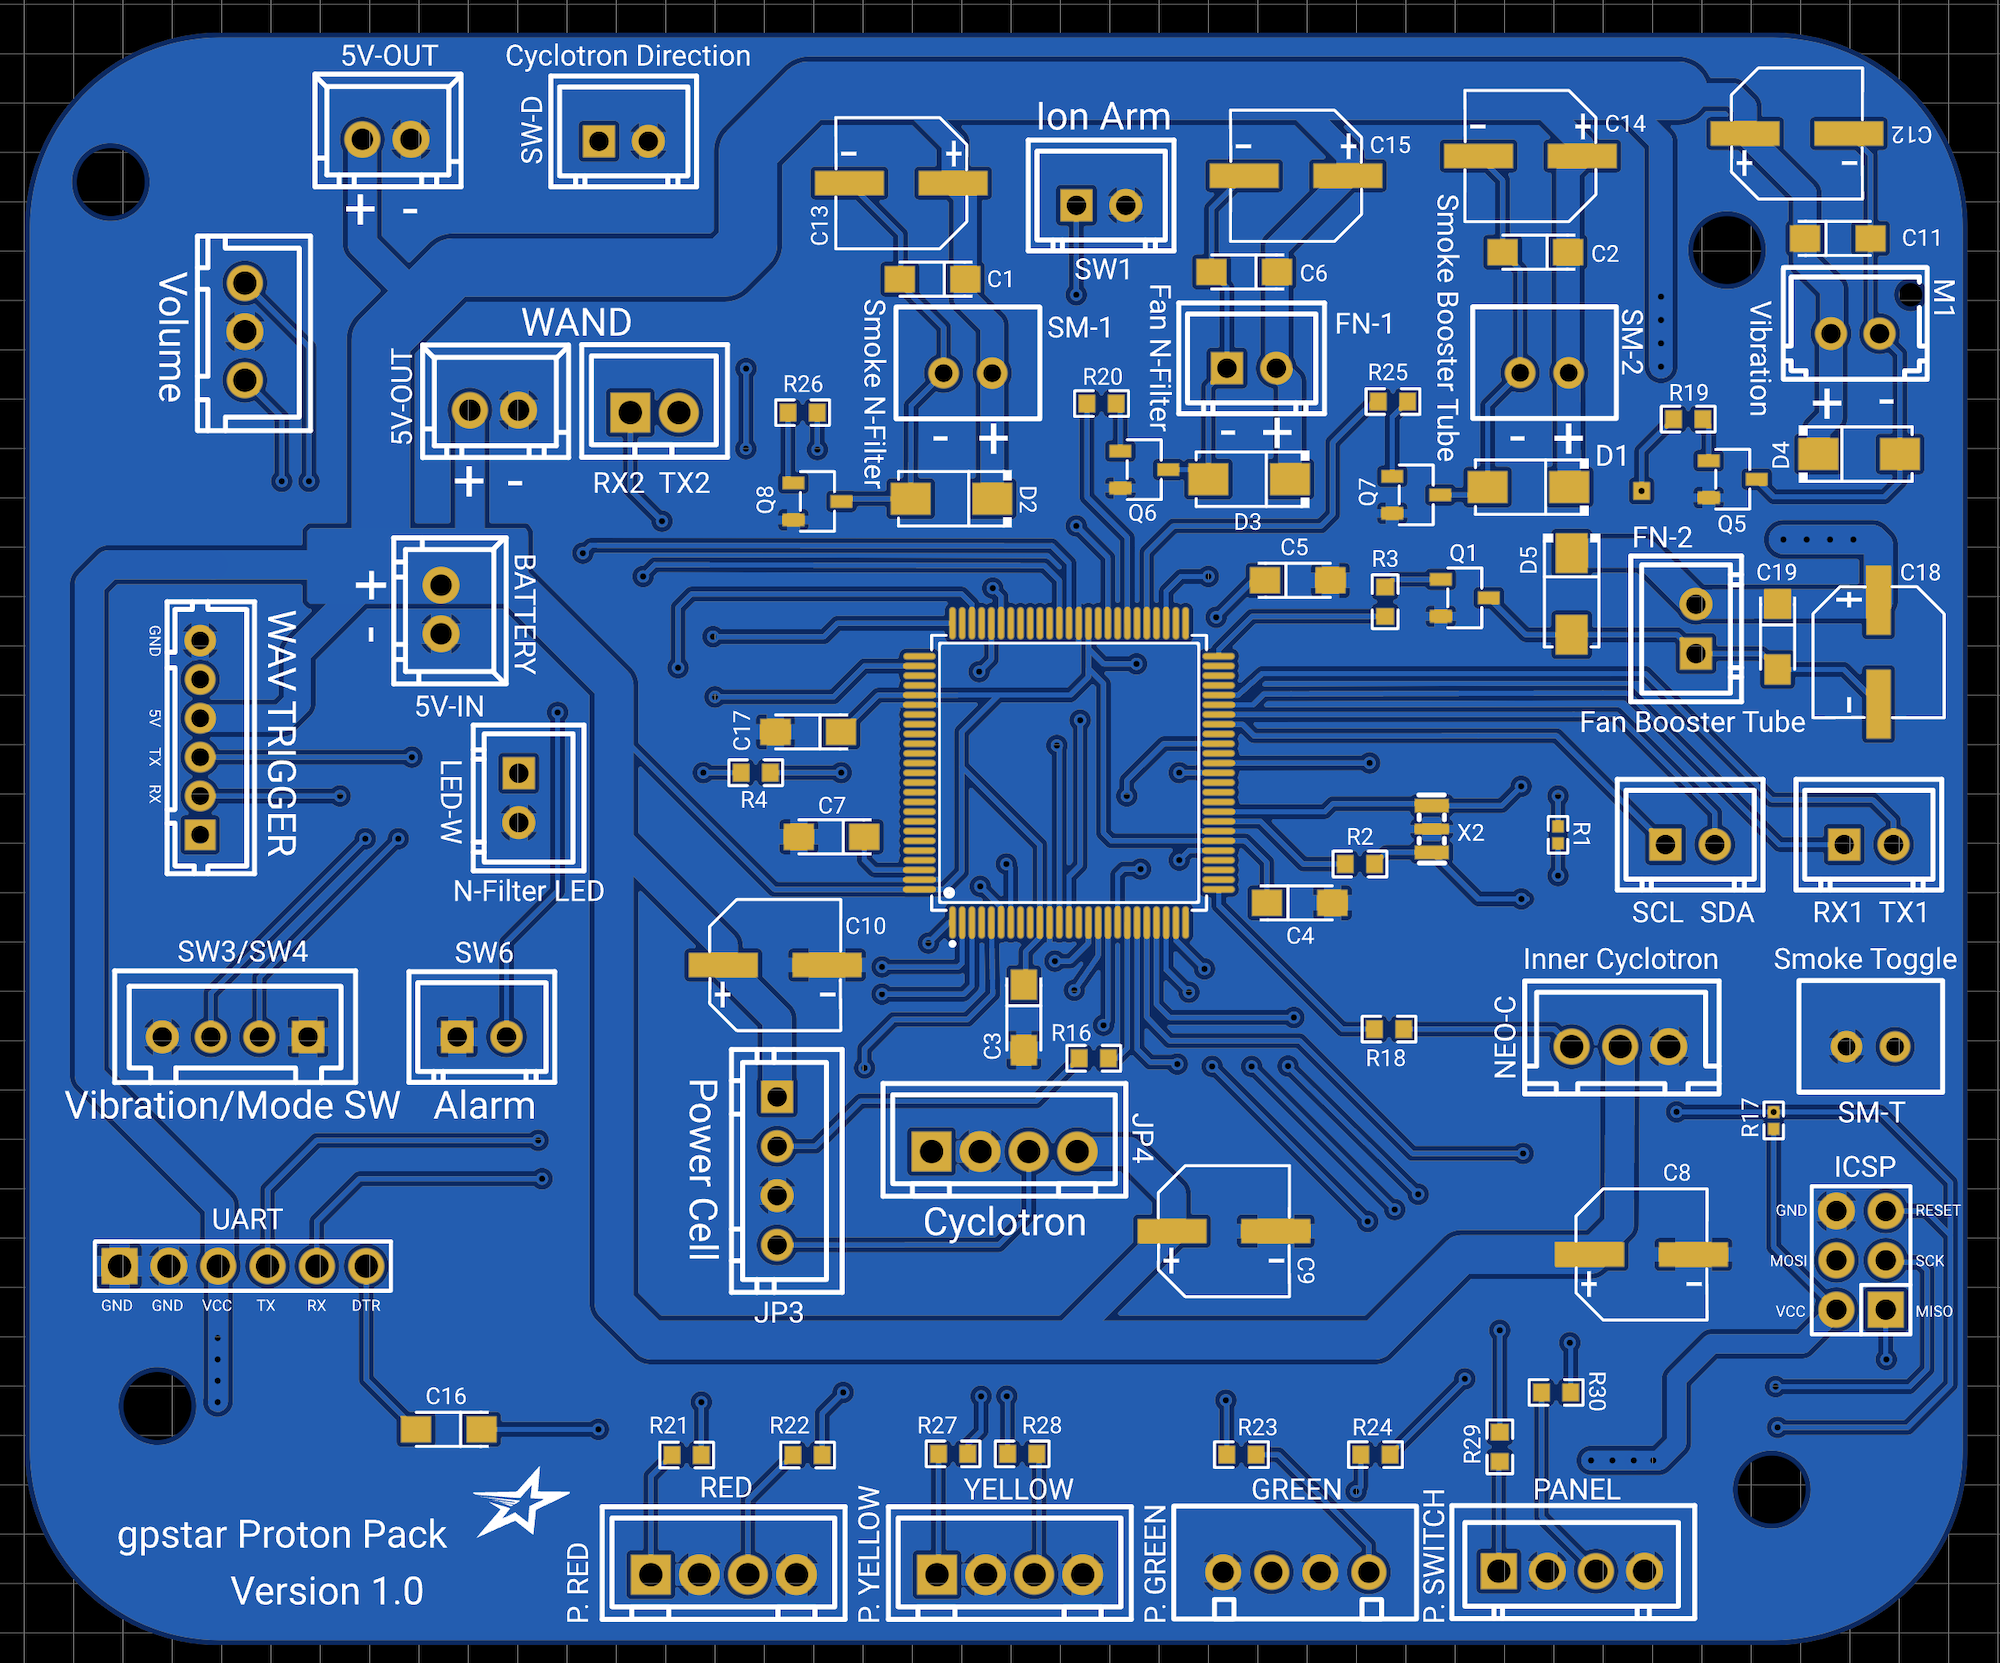 5V-OUT
Cyclotron Direction
SW-D
+ -
Ion Arm
SW1
- +
C13
C1
- +
C15
C6
- +
C14
C2
+ -
C12
C11
Volume
WAND
5V-OUT
+ -
RX2 TX2
R26
Q8
Smoke N-Filter
SM-1
- +
D2
R20
Q6
Fan N-Filter
FN-1
- +
D3
R25
Q7
Smoke Booster Tube
SM-2
- +
D1
R19
Q5
Vibration
M1
+ -
D4
BATTERY
+
-
5V-IN
WAV TRIGGER
GND
5V
TX
RX
LED-W
N-Filter LED
C17
R4
C7
C5
R3
Q1
D5
FN-2
C19
C18
+
-
Fan Booster Tube
X2
R2
R1
C4
SCL SDA
RX1 TX1
SW3/SW4
Vibration/Mode SW
SW6
Alarm
C10
+ -
C3
R16
R18
Inner Cyclotron
NEO-C
Smoke Toggle
SM-T
R17
Power Cell
JP3
JP4
Cyclotron
C9
+ -
C8
+ -
ICSP
GND RESET
MOSI SCK
VCC MISO
UART
GND GND VCC TX RX DTR
C16
R21
R22
RED
P. RED
R27
R28
YELLOW
P. YELLOW
R23
R24
GREEN
P. GREEN
R29
R30
PANEL
P. SWITCH
gpstar Proton Pack
Version 1.0